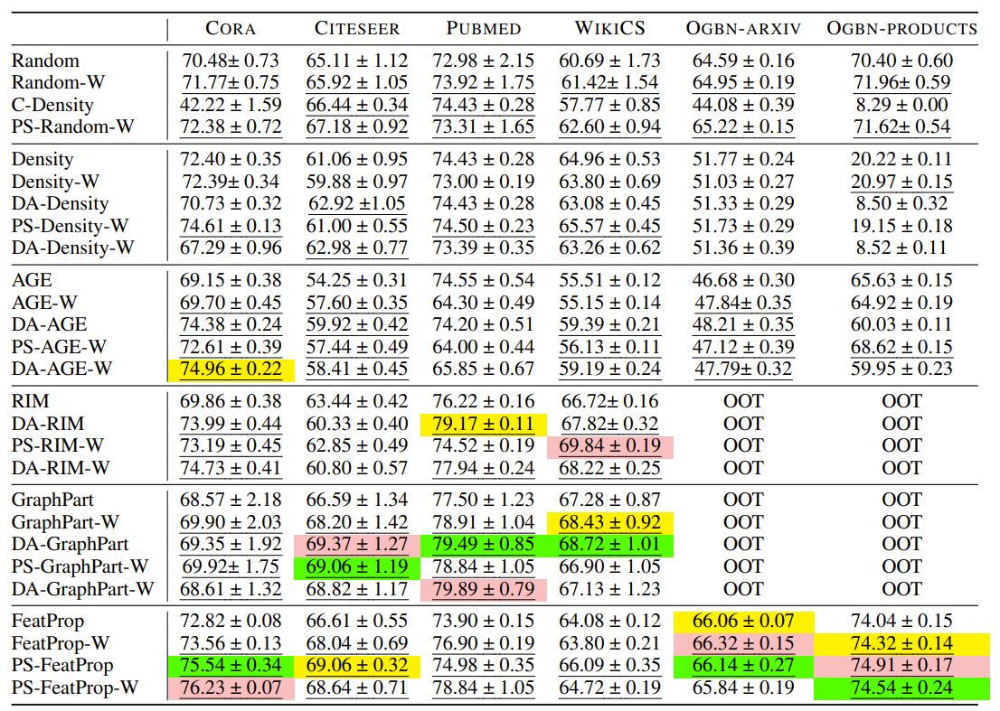 CORA CITESEER PUBMED WIKICS OGBN-ARXIV OGBN-PRODUCTS
Random 70.48± 0.73 65.11 ± 1.12 72.98 ± 2.15 60.69 ± 1.73 64.59 ± 0.16 70.40 ± 0.60
Random-W 71.77± 0.75 65.92 ± 1.05 73.92 ± 1.75 61.42± 1.54 64.95 ± 0.19 71.96± 0.59
C-Density 42.22 ± 1.59 66.44 ± 0.34 74.43 ± 0.28 57.77 ± 0.85 44.08 ± 0.39 8.29 ± 0.00
PS-Random-W 72.38 ± 0.72 67.18 ± 0.92 73.31 ± 1.65 62.60 ± 0.94 65.22 ± 0.15 71.62± 0.54
Density 72.40 ± 0.35 61.06 ± 0.95 74.43 ± 0.28 64.96 ± 0.53 51.77 ± 0.24 20.22 ± 0.11
Density-W 72.39± 0.34 59.88 ± 0.97 73.00 ± 0.19 63.80 ± 0.69 51.03 ± 0.27 20.97 ± 0.15
DA-Density 70.73 ± 0.32 62.92 ±1.05 74.43 ± 0.28 63.08 ± 0.45 51.33 ± 0.29 8.50 ± 0.32
PS-Density-W 74.61 ± 0.13 61.00 ± 0.55 74.50 ± 0.23 65.57 ± 0.45 51.73 ± 0.29 19.15 ± 0.18
DA-Density-W 67.29 ± 0.96 62.98 ± 0.77 73.39 ± 0.35 63.26 ± 0.62 51.36 ± 0.39 8.52 ± 0.11
AGE 69.15 ± 0.38 54.25 ± 0.31 74.55 ± 0.54 55.51 ± 0.12 46.68 ± 0.30 65.63 ± 0.15
AGE-W 69.70 ± 0.45 57.60 ± 0.35 64.30 ± 0.49 55.15 ± 0.14 47.84± 0.35 64.92 ± 0.19
DA-AGE 74.38 ± 0.24 59.92 ± 0.42 74.20 ± 0.51 59.39 ± 0.21 48.21 ± 0.35 60.03 ± 0.11
PS-AGE-W 72.61 ± 0.39 57.44 ± 0.49 64.00 ± 0.44 56.13 ± 0.11 47.12 ± 0.39 68.62 ± 0.15
DA-AGE-W 74.96 ± 0.22 58.41 ± 0.45 65.85 ± 0.67 59.19 ± 0.24 47.79± 0.32 59.95 ± 0.23
RIM 69.86 ± 0.38 63.44 ± 0.42 76.22 ± 0.16 66.72± 0.16 OOT OOT
DA-RIM 73.99 ± 0.44 60.33 ± 0.40 79.17 ± 0.11 67.82± 0.32 OOT OOT
PS-RIM-W 73.19 ± 0.45 62.85 ± 0.49 74.52 ± 0.19 69.84 ± 0.19 OOT OOT
DA-RIM-W 74.73 ± 0.41 60.80 ± 0.57 77.94 ± 0.24 68.22 ± 0.25 OOT OOT
GraphPart 68.57 ± 2.18 66.59 ± 1.34 77.50 ± 1.23 67.28 ± 0.87 OOT OOT
GraphPart-W 69.90 ± 2.03 68.20 ± 1.42 78.91 ± 1.04 68.43 ± 0.92 OOT OOT
DA-GraphPart 69.35 ± 1.92 69.37 ± 1.27 79.49 ± 0.85 68.72 ± 1.01 OOT OOT
PS-GraphPart-W 69.92± 1.75 69.06 ± 1.19 78.84 ± 1.05 66.90 ± 1.05 OOT OOT
DA-GraphPart-W 68.61 ± 1.32 68.82 ± 1.17 79.89 ± 0.79 67.13 ± 1.23 OOT OOT
FeatProp 72.82 ± 0.08 66.61 ± 0.55 73.90 ± 0.15 64.08 ± 0.12 66.06 ± 0.07 74.04 ± 0.15
FeatProp-W 73.56 ± 0.13 68.04 ± 0.69 76.90 ± 0.19 63.80 ± 0.21 66.32 ± 0.15 74.32 ± 0.14
PS-FeatProp 75.54 ± 0.34 69.06 ± 0.32 74.98 ± 0.35 66.09 ± 0.35 66.14 ± 0.27 74.91 ± 0.17
PS-FeatProp-W 76.23 ± 0.07 68.64 ± 0.71 78.84 ± 1.05 64.72 ± 0.19 65.84 ± 0.19 74.54 ± 0.24